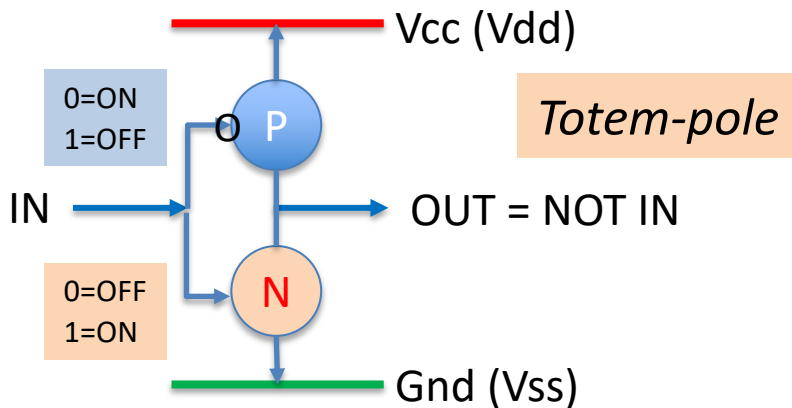 Vcc (Vdd)
0=ON
1=OFF
O
P
Totem-pole
IN
OUT = NOT IN
0=OFF
1=ON
N
Gnd (Vss)